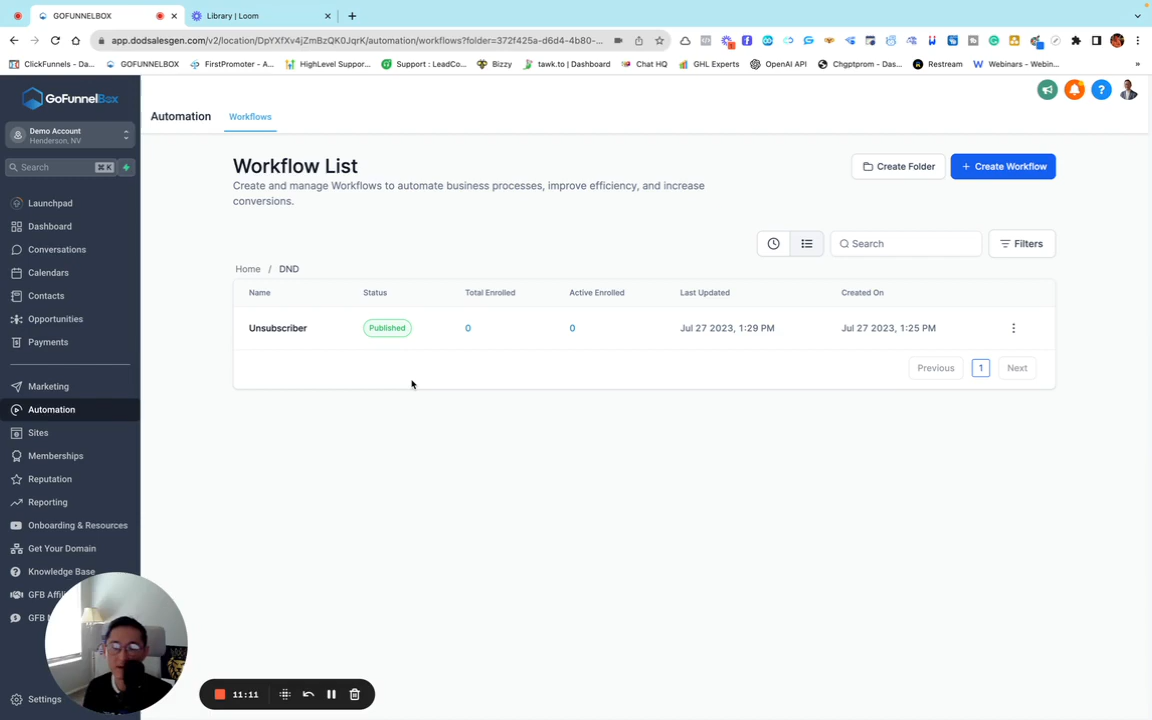 GOFUNNELBOX
Library | Loom
app.dodsalesgen.com/v2/location/DpYXfXv4jZmBzQK0JqrK/automation/workflows?folder=372f425a-d6d4-4b80-...
ClickFunnels - Da...
GOFUNNELBOX
FirstPromoter - A...
HighLevel Suppor...
Support : LeadCo...
Bizzy
tawk.to | Dashboard
Chat HQ
GHL Experts
OpenAI API
Chgptprom - Das...
Restream
Webinars - Webin...
»
GoFunnelBox
Demo Account
Henderson, NV
Search
⌘ K
Launchpad
Dashboard
Conversations
Calendars
Contacts
Opportunities
Payments
Marketing
Automation
Sites
Memberships
Reputation
Reporting
Onboarding & Resources
Get Your Domain
Knowledge Base
GFB Affili
GFB
Settings
Automation
Workflows
Workflow List
Create and manage Workflows to automate business processes, improve efficiency, and increase
conversions.
Create Folder
+ Create Workflow
Search
Filters
Home / DND
Name Status Total Enrolled Active Enrolled Last Updated Created On
Unsubscriber Published 0 0 Jul 27 2023, 1:29 PM Jul 27 2023, 1:25 PM
Previous 1 Next
11:11